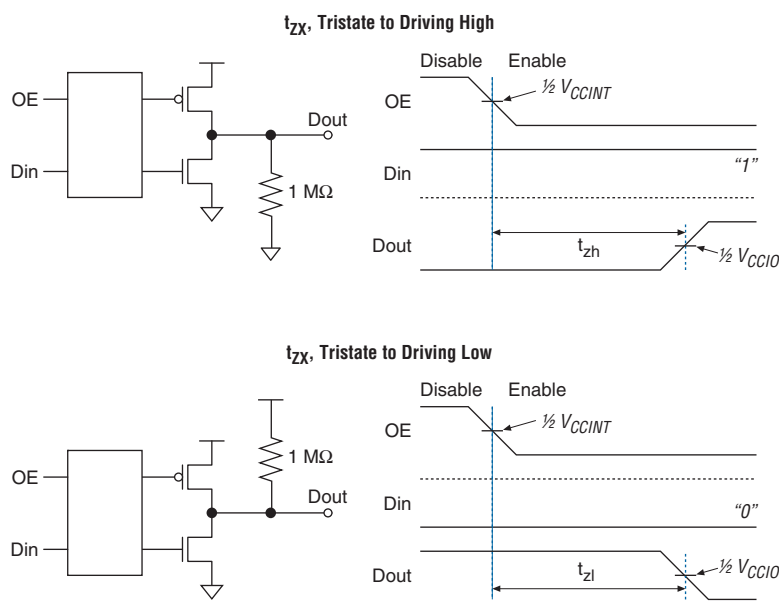 tZX, Tristate to Driving High
Disable Enable
OE
½ VCCINT
OE
Dout
Din
"1"
Din
1 MΩ
Dout
tzh
½ VCCIO
tZX, Tristate to Driving Low
Disable Enable
OE
½ VCCINT
1 MΩ
OE
Dout
Din
"0"
Din
Dout
tzl
½ VCCIO